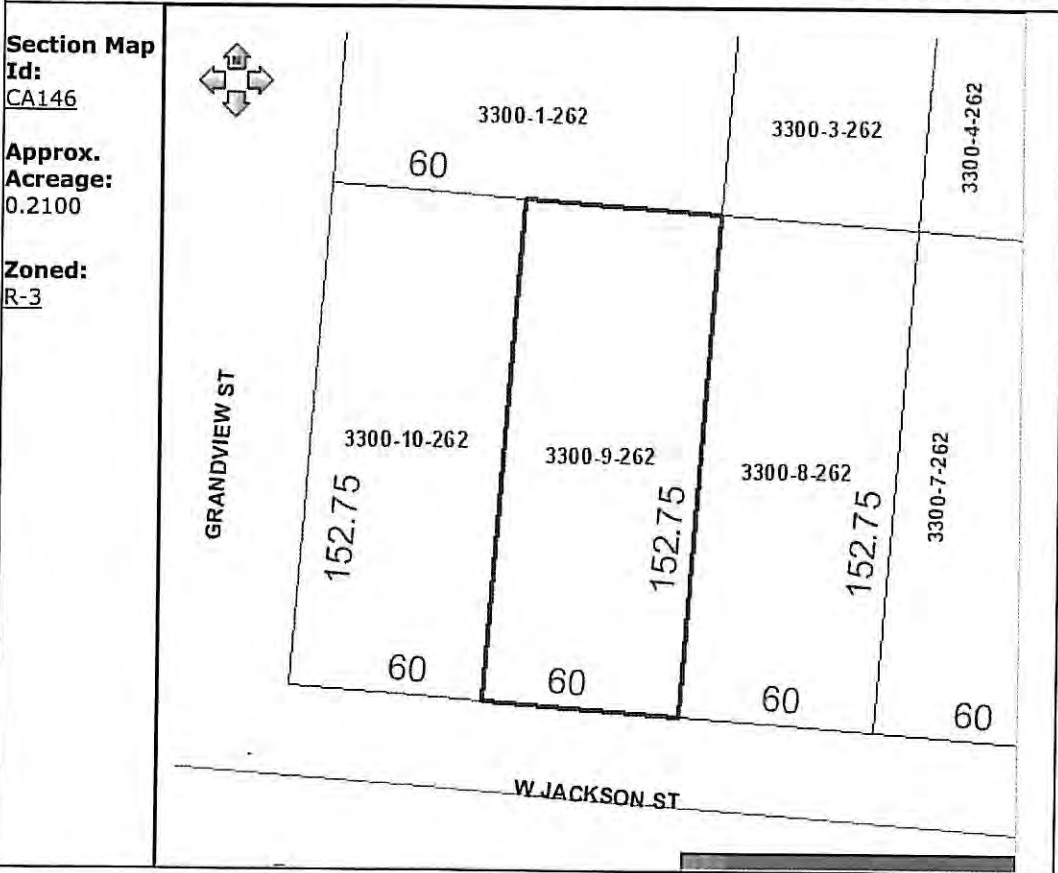 Section Map
Id:
CA146
Approx.
Acreage:
0.2100
Zoned:
R-3
N
3300-1-262
3300-3-262
3300-4-262
60
GRANDVIEW ST
3300-10-262
3300-9-262
3300-8-262
3300-7-262
152.75
152.75
152.75
60
60
60
60
W JACKSON ST